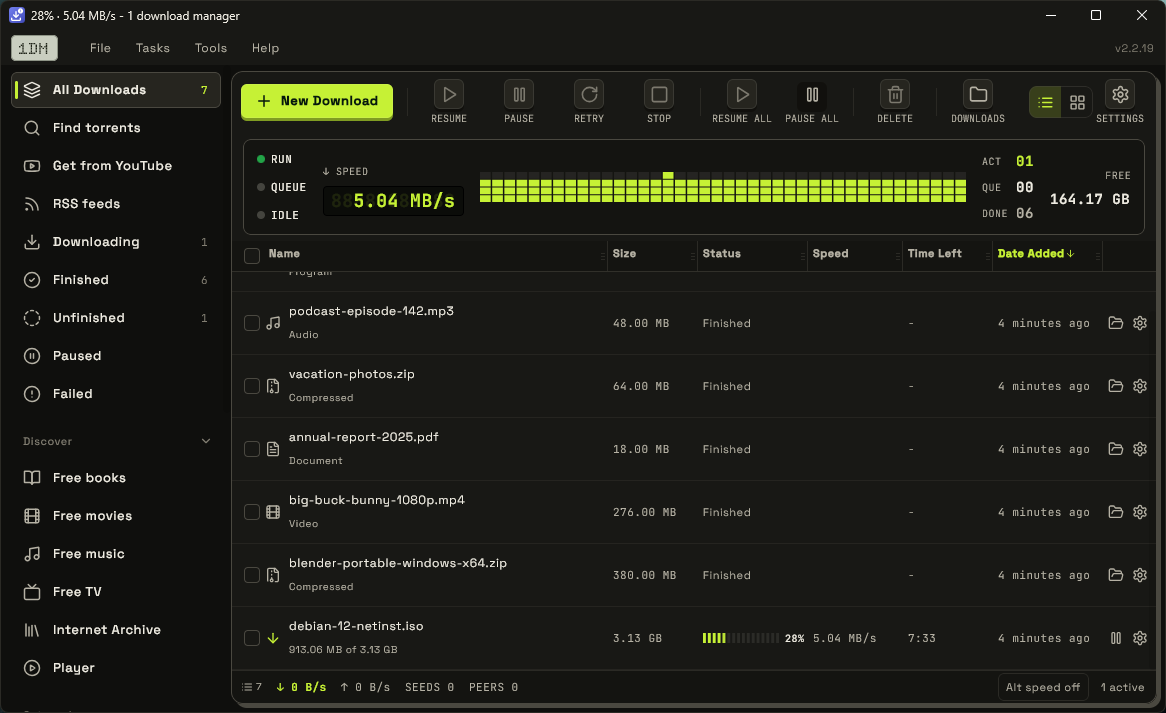 28% · 5.04 MB/s - 1 download manager
1DM File Tasks Tools Help v2.2.19
All Downloads 7
Find torrents
Get from YouTube
RSS feeds
Downloading 1
Finished 6
Unfinished 1
Paused
Failed
Discover
Free books
Free movies
Free music
Free TV
Internet Archive
Player
+ New Download
RESUME PAUSE RETRY STOP RESUME ALL PAUSE ALL DELETE DOWNLOADS SETTINGS
RUN
QUEUE
IDLE
↓ SPEED
5.04 MB/s
ACT 01
QUE 00
DONE 06
FREE
164.17 GB
Name Size Status Speed Time Left Date Added ↓
Program
podcast-episode-142.mp3
Audio
48.00 MB Finished - 4 minutes ago
vacation-photos.zip
Compressed
64.00 MB Finished - 4 minutes ago
annual-report-2025.pdf
Document
18.00 MB Finished - 4 minutes ago
big-buck-bunny-1080p.mp4
Video
276.00 MB Finished - 4 minutes ago
blender-portable-windows-x64.zip
Compressed
380.00 MB Finished - 4 minutes ago
debian-12-netinst.iso
913.06 MB of 3.13 GB
3.13 GB 28% 5.04 MB/s 7:33 4 minutes ago
7 ↓ 0 B/s ↑ 0 B/s SEEDS 0 PEERS 0 Alt speed off 1 active